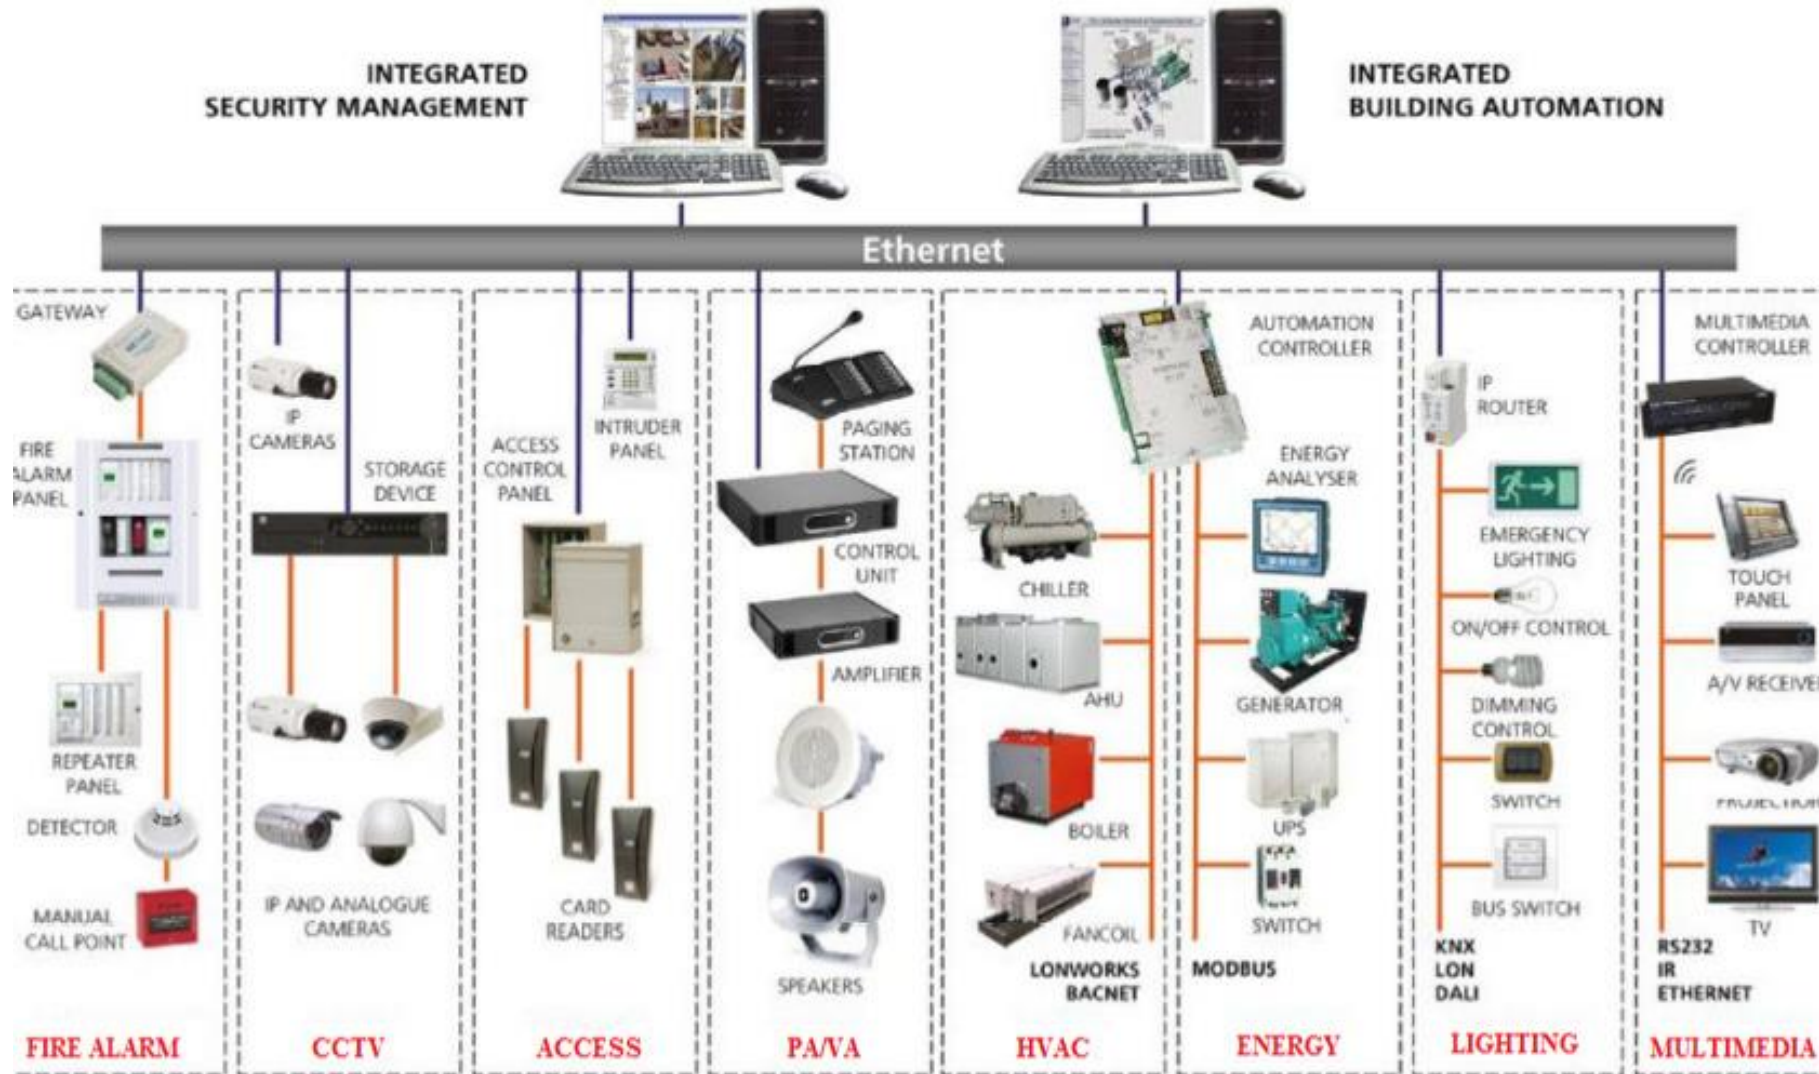 INTEGRATED
SECURITY MANAGEMENT
INTEGRATED
BUILDING AUTOMATION
Ethernet
GATEWAY
FIRE
ALARM
PANEL
REPEATER
PANEL
DETECTOR
MANUAL
CALL POINT
FIRE ALARM
IP
CAMERAS
STORAGE
DEVICE
IP AND ANALOGUE
CAMERAS
CCTV
INTRUDER
PANEL
ACCESS
CONTROL
PANEL
CARD
READERS
ACCESS
PAGING
STATION
CONTROL
UNIT
AMPLIFIER
SPEAKERS
PA/VA
CHILLER
AHU
BOILER
FANCOIL
LONWORKS
BACNET
HVAC
AUTOMATION
CONTROLLER
ENERGY
ANALYSER
GENERATOR
UPS
SWITCH
MODBUS
ENERGY
IP
ROUTER
EMERGENCY
LIGHTING
ON/OFF CONTROL
DIMMING
CONTROL
SWITCH
BUS SWITCH
KNX
LON
DALI
LIGHTING
MULTIMEDIA
CONTROLLER
TOUCH
PANEL
A/V RECEIVER
PROJECTION
TV
RS232
IR
ETHERNET
MULTIMEDIA